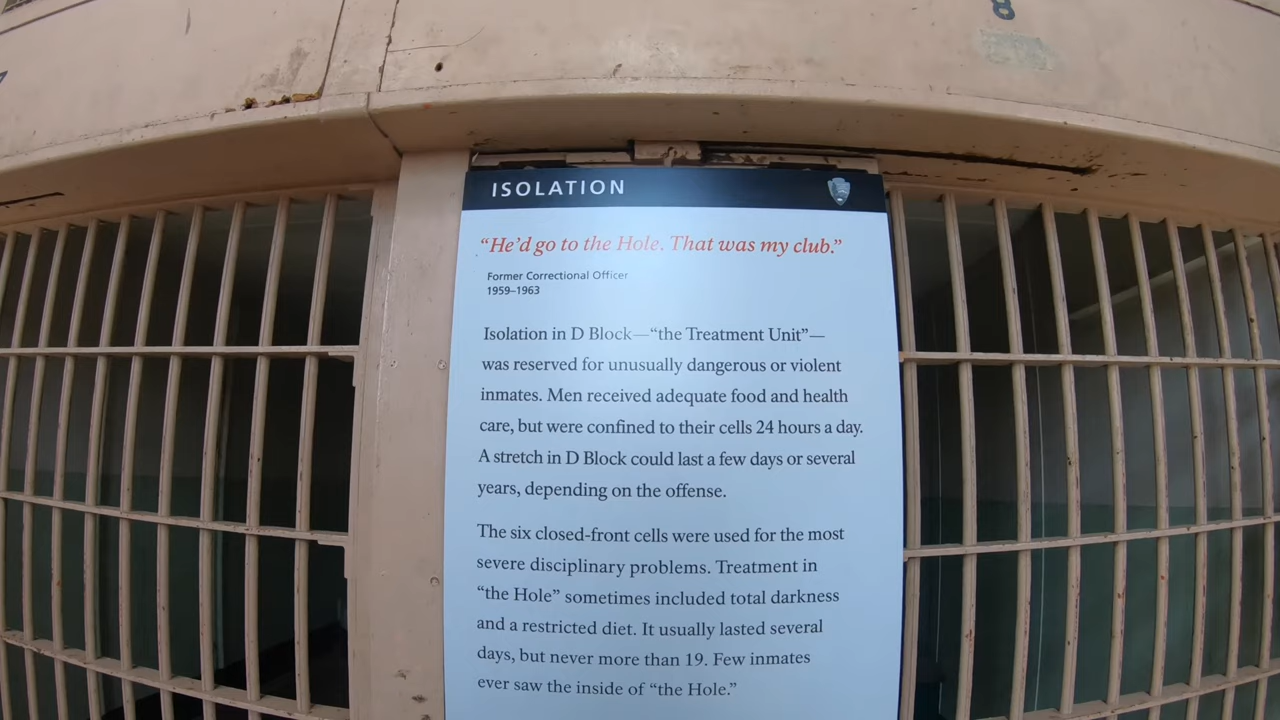 8
ISOLATION
“He’d go to the Hole. That was my club.”
Former Correctional Officer
1959–1963
Isolation in D Block—“the Treatment Unit”—
was reserved for unusually dangerous or violent
inmates. Men received adequate food and health
care, but were confined to their cells 24 hours a day.
A stretch in D Block could last a few days or several
years, depending on the offense.
The six closed-front cells were used for the most
severe disciplinary problems. Treatment in
“the Hole” sometimes included total darkness
and a restricted diet. It usually lasted several
days, but never more than 19. Few inmates
ever saw the inside of “the Hole.”